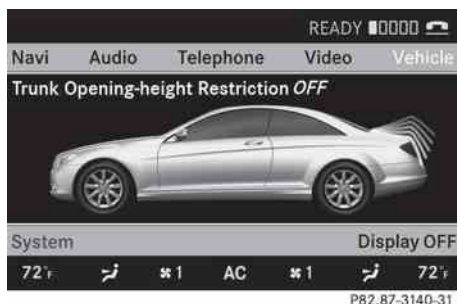 READY
Navi Audio Telephone Video Vehicle
Trunk Opening-height Restriction OFF
System Display OFF
72°F 1 AC 1 72°F
P82.87-3140-31